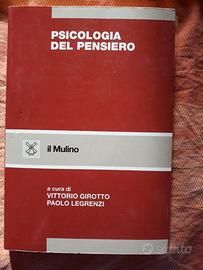 PSICOLOGIA
DEL PENSIERO
il Mulino
a cura di
VITTORIO GIROTTO
PAOLO LEGRENZI
subito